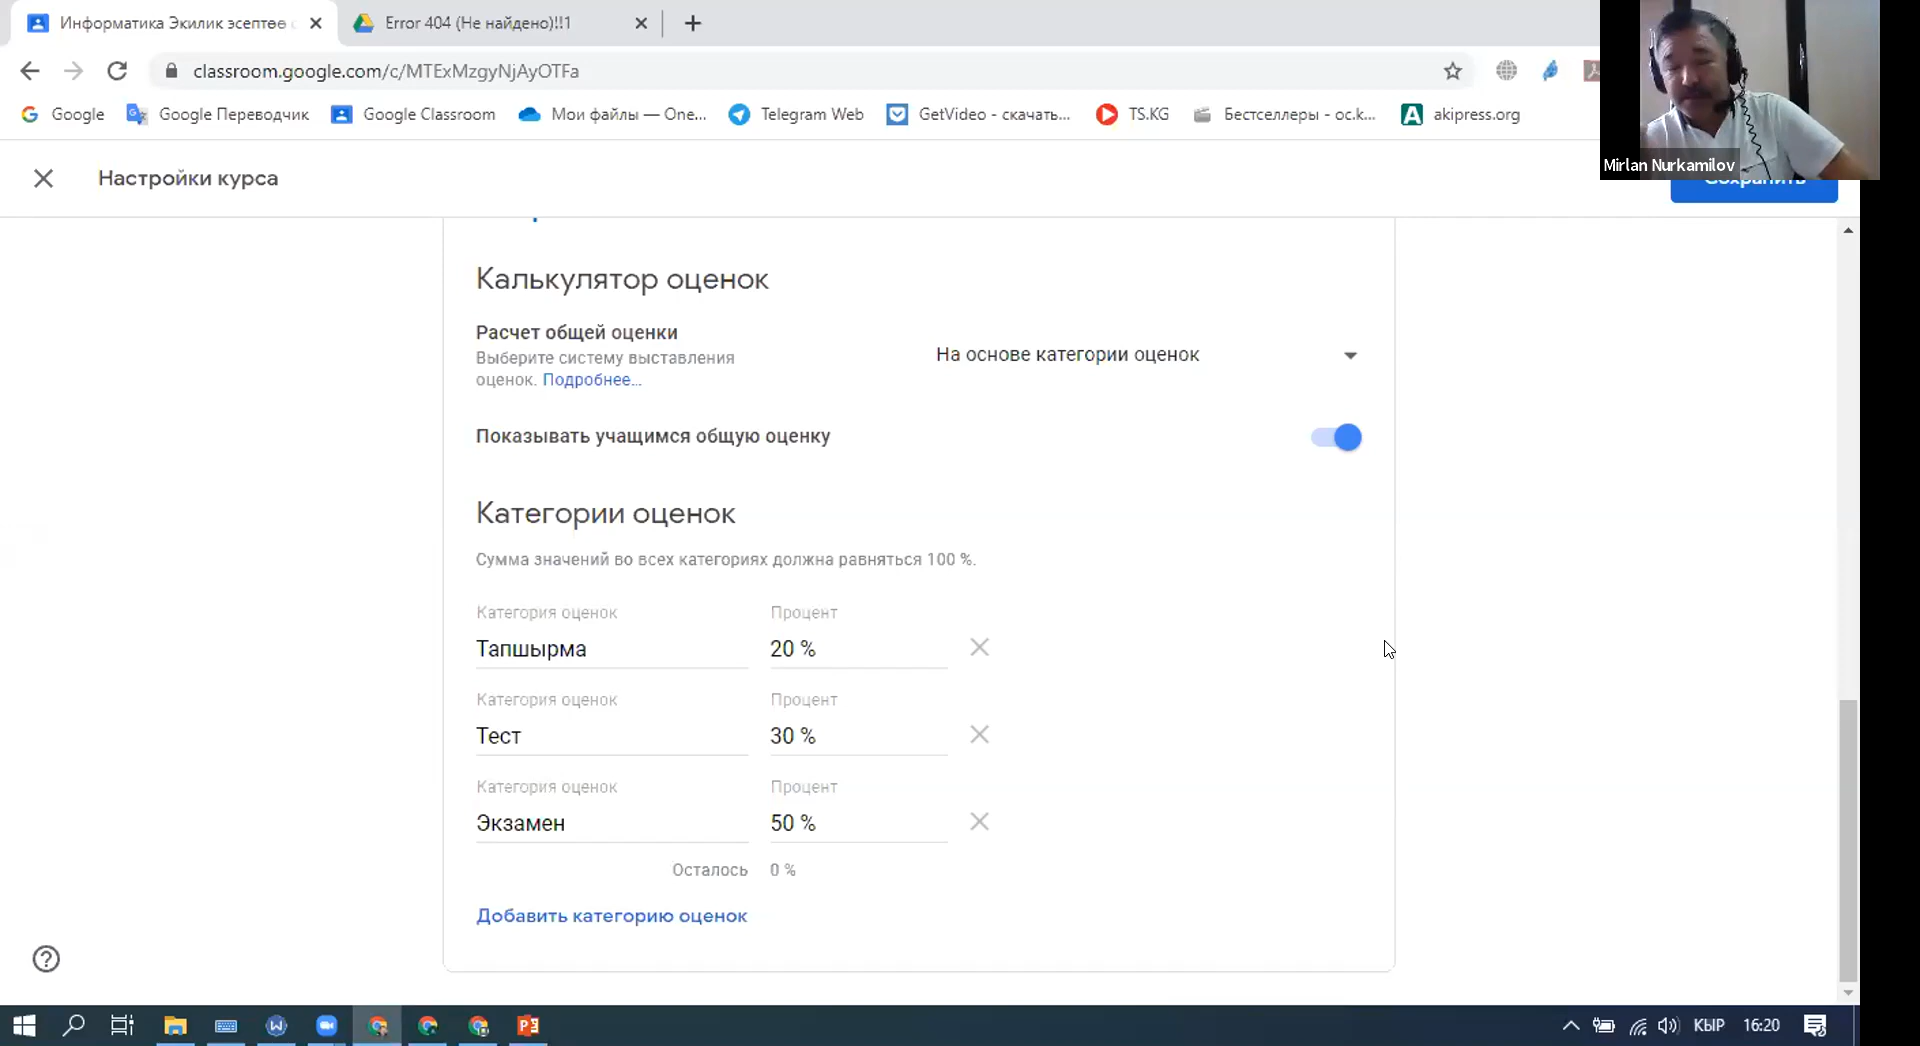 Информатика Экилик эсептөө с
Error 404 (Не найдено)!!1
classroom.google.com/c/MTExMzgyNjAyOTFa
Google
Google Переводчик
Google Classroom
Мои файлы — One...
Telegram Web
GetVideo - скачать...
TS.KG
Бестселлеры - oc.k...
akipress.org
Mirlan Nurkamilov
Настройки курса
Сохранить
Калькулятор оценок
Расчет общей оценки
Выберите систему выставления
оценок. Подробнее...
На основе категории оценок
Показывать учащимся общую оценку
Категории оценок
Сумма значений во всех категориях должна равняться 100 %.
Категория оценок Процент
Тапшырма 20 %
Категория оценок Процент
Тест 30 %
Категория оценок Процент
Экзамен 50 %
Осталось 0 %
Добавить категорию оценок
КЫР 16:20